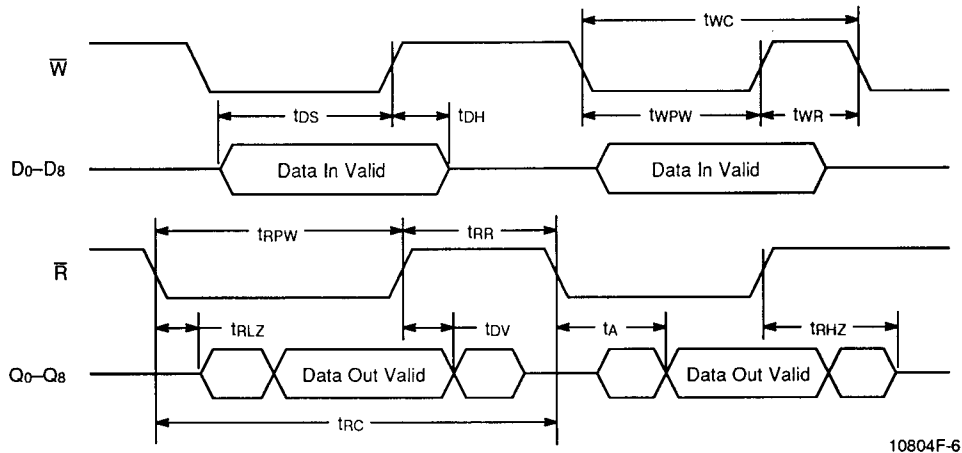 tWC
W̅
tDS
tDH
tWPW
tWR
D0–D8
Data In Valid
Data In Valid
tRPW
tRR
R̅
tRLZ
tDV
tA
tRHZ
Q0–Q8
Data Out Valid
Data Out Valid
tRC
10804F-6